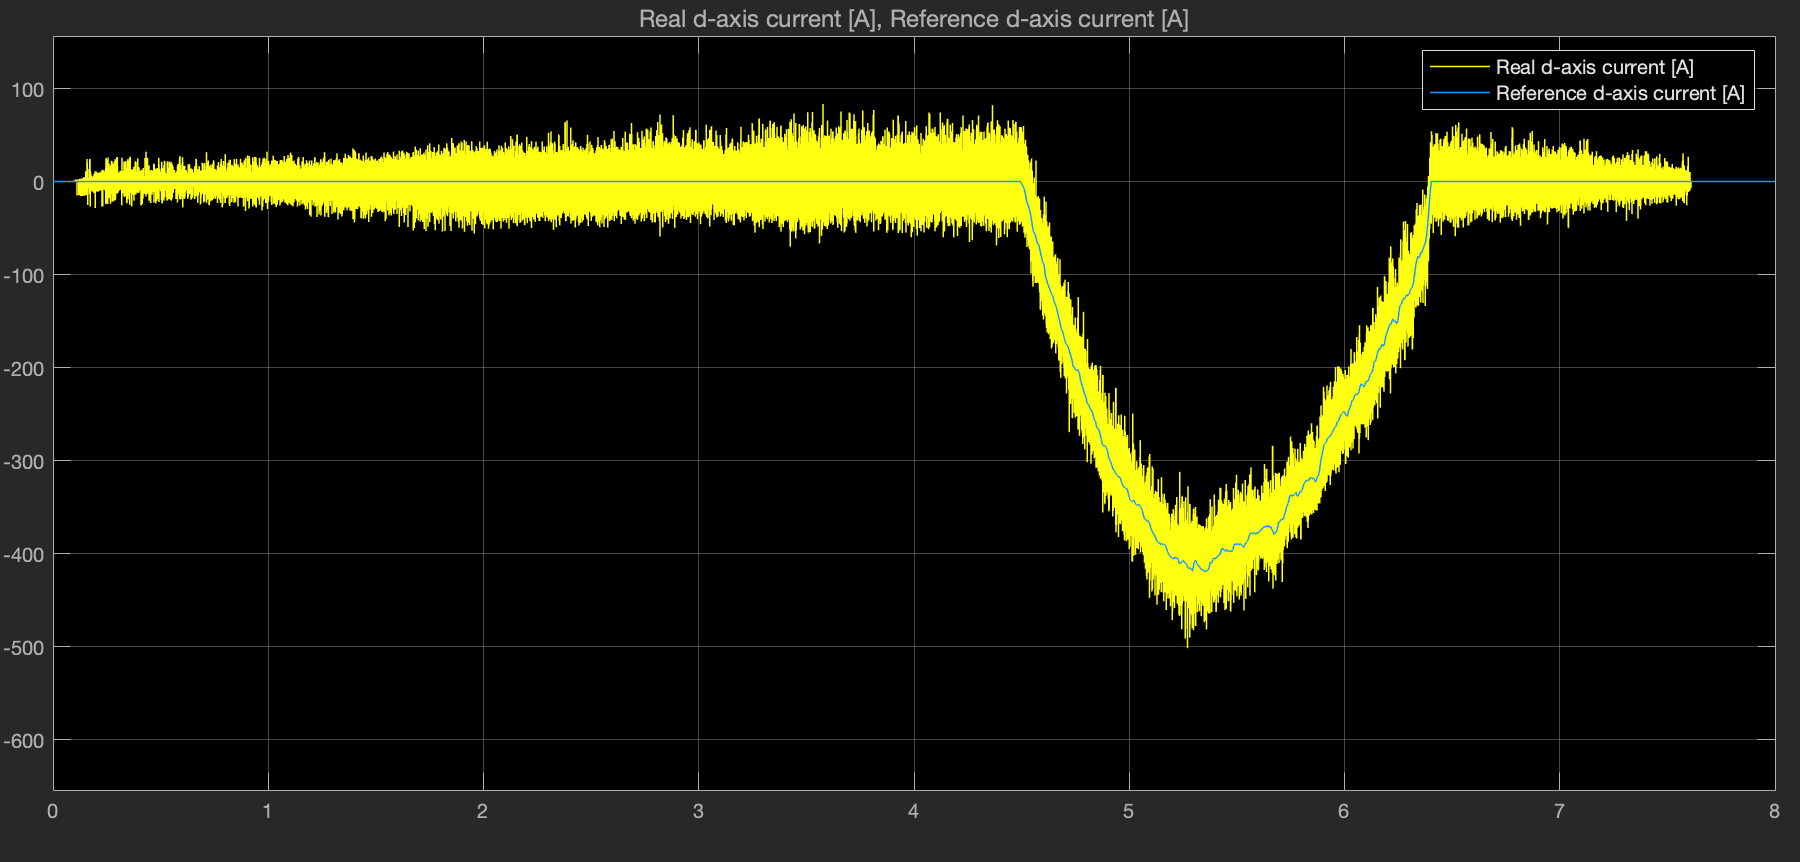 Real d-axis current [A], Reference d-axis current [A]
Real d-axis current [A]
Reference d-axis current [A]
100
0
-100
-200
-300
-400
-500
-600
0 1 2 3 4 5 6 7 8